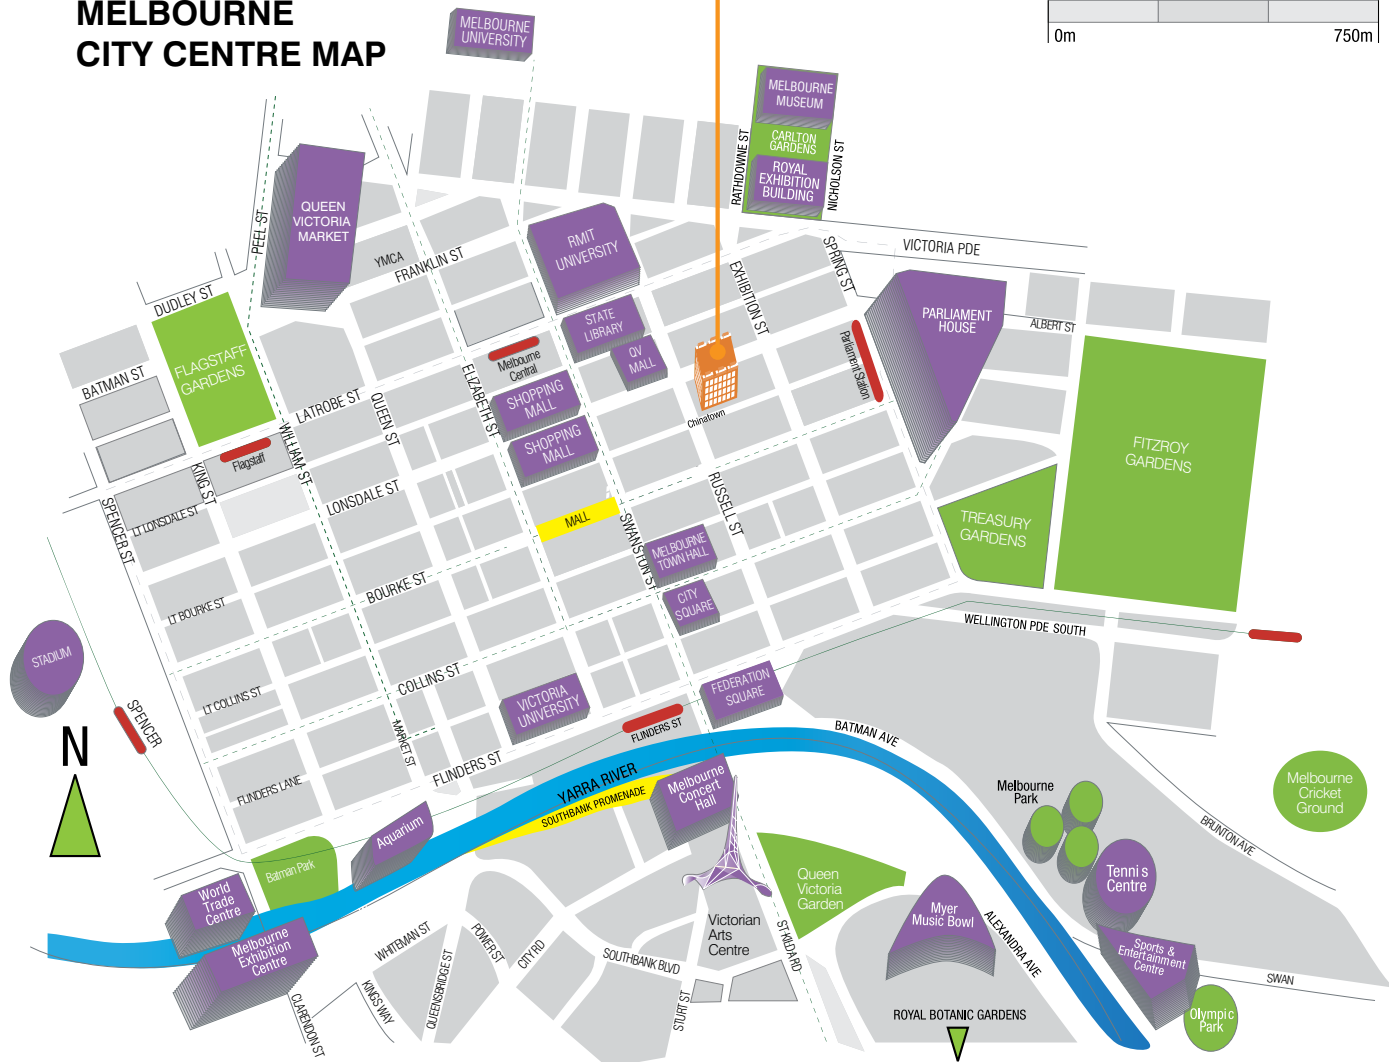 MELBOURNE
CITY CENTRE MAP
0m
750m
MELBOURNE
UNIVERSITY
MELBOURNE
MUSEUM
CARLTON
GARDENS
ROYAL
EXHIBITION
BUILDING
RATHDOWNE ST
NICHOLSON ST
VICTORIA PDE
QUEEN
VICTORIA
MARKET
PEEL ST
YMCA
FRANKLIN ST
RMIT
UNIVERSITY
EXHIBITION ST
SPRING ST
PARLIAMENT
HOUSE
ALBERT ST
DUDLEY ST
FLAGSTAFF
GARDENS
BATMAN ST
STATE
LIBRARY
QV
MALL
Melbourne
Central
SHOPPING
MALL
SHOPPING
MALL
Chinatown
Parliament Station
FITZROY
GARDENS
TREASURY
GARDENS
LATROBE ST
QUEEN ST
ELIZABETH ST
WILLIAM ST
KING ST
Flagstaff
SPENCER ST
LT LONSDALE ST
LONSDALE ST
MALL
SWANSTON ST
RUSSELL ST
MELBOURNE
TOWN HALL
CITY
SQUARE
LT BOURKE ST
BOURKE ST
WELLINGTON PDE SOUTH
STADIUM
SPENCER
N
LT COLLINS ST
COLLINS ST
VICTORIA
UNIVERSITY
FEDERATION
SQUARE
FLINDERS ST
MARKET ST
FLINDERS ST
FLINDERS LANE
BATMAN AVE
YARRA RIVER
SOUTHBANK PROMENADE
Melbourne
Concert
Hall
Melbourne
Park
Melbourne
Cricket
Ground
BRUNTON AVE
Aquarium
Batman Park
World
Trade
Centre
Melbourne
Exhibition
Centre
Queen
Victoria
Garden
Tennis
Centre
Myer
Music Bowl
Victorian
Arts
Centre
ST KILDA RD
ALEXANDRA AVE
Sports &
Entertainment
Centre
SWAN
Olympic
Park
WHITEMAN ST
POWER ST
CITY RD
SOUTHBANK BLVD
QUEENSBRIDGE ST
KINGS WAY
CLARENDON ST
STURT ST
ROYAL BOTANIC GARDENS